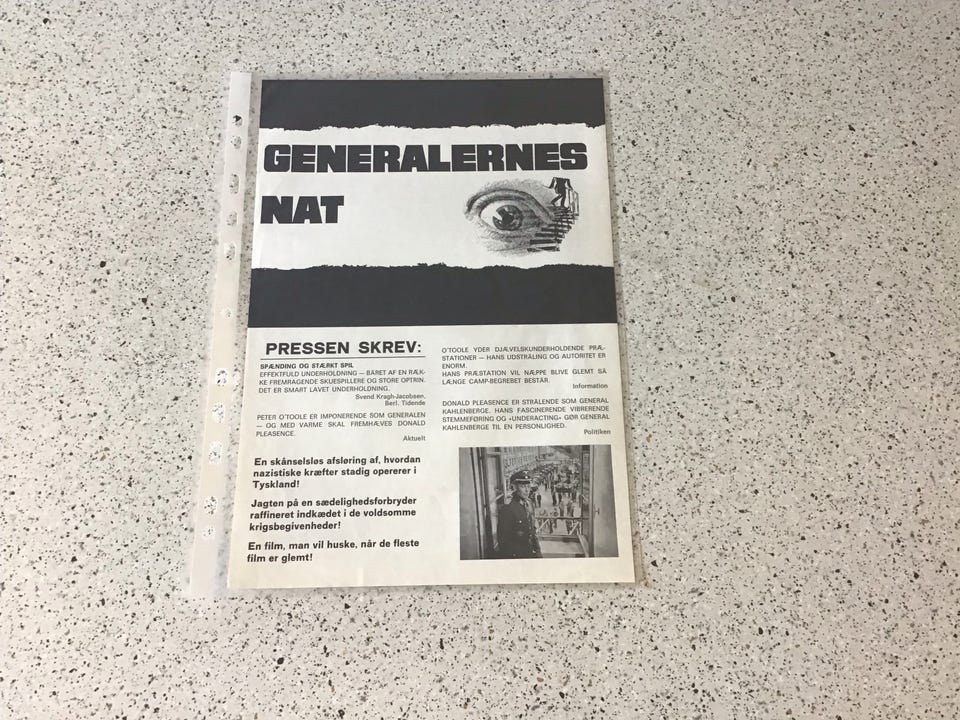 GENERALERNES
NAT
PRESSEN SKREV:
SPÆNDING OG STÆRKT SPIL
EFFEKTFULD UNDERHOLDNING — BÅRET AF EN RÆK-
KE FREMRAGENDE SKUESPILLERE OG STORE OPTRIN.
DET ER SMART LAVET UNDERHOLDNING.
Svend Kragh-Jacobsen,
Berl. Tidende
PETER O'TOOLE ER IMPONERENDE SOM GENERALEN
— OG MED VARME SKAL FREMHÆVES DONALD
PLEASENCE.
Aktuelt
En skånselsløs afsløring af, hvordan
nazistiske kræfter stadig opererer i
Tyskland!
Jagten på en sædelighedsforbryder
raffineret indkædet i de voldsomme
krigsbegivenheder!
En film, man vil huske, når de fleste
film er glemt!
O'TOOLE YDER DJÆVELSKUNDERHOLDENDE PRÆ-
STATIONER — HANS UDSTRÅLING OG AUTORITET ER
ENORM.
HANS PRÆSTATION VIL NÆPPE BLIVE GLEMT SÅ
LÆNGE CAMP-BEGREBET BESTÅR.
Information
DONALD PLEASENCE ER STRÅLENDE SOM GENERAL
KAHLENBERGE. HANS FASCINERENDE VIBRERENDE
STEMMEFØRING OG »UNDERACTING« GØR GENERAL
KAHLENBERGE TIL EN PERSONLIGHED.
Politiken